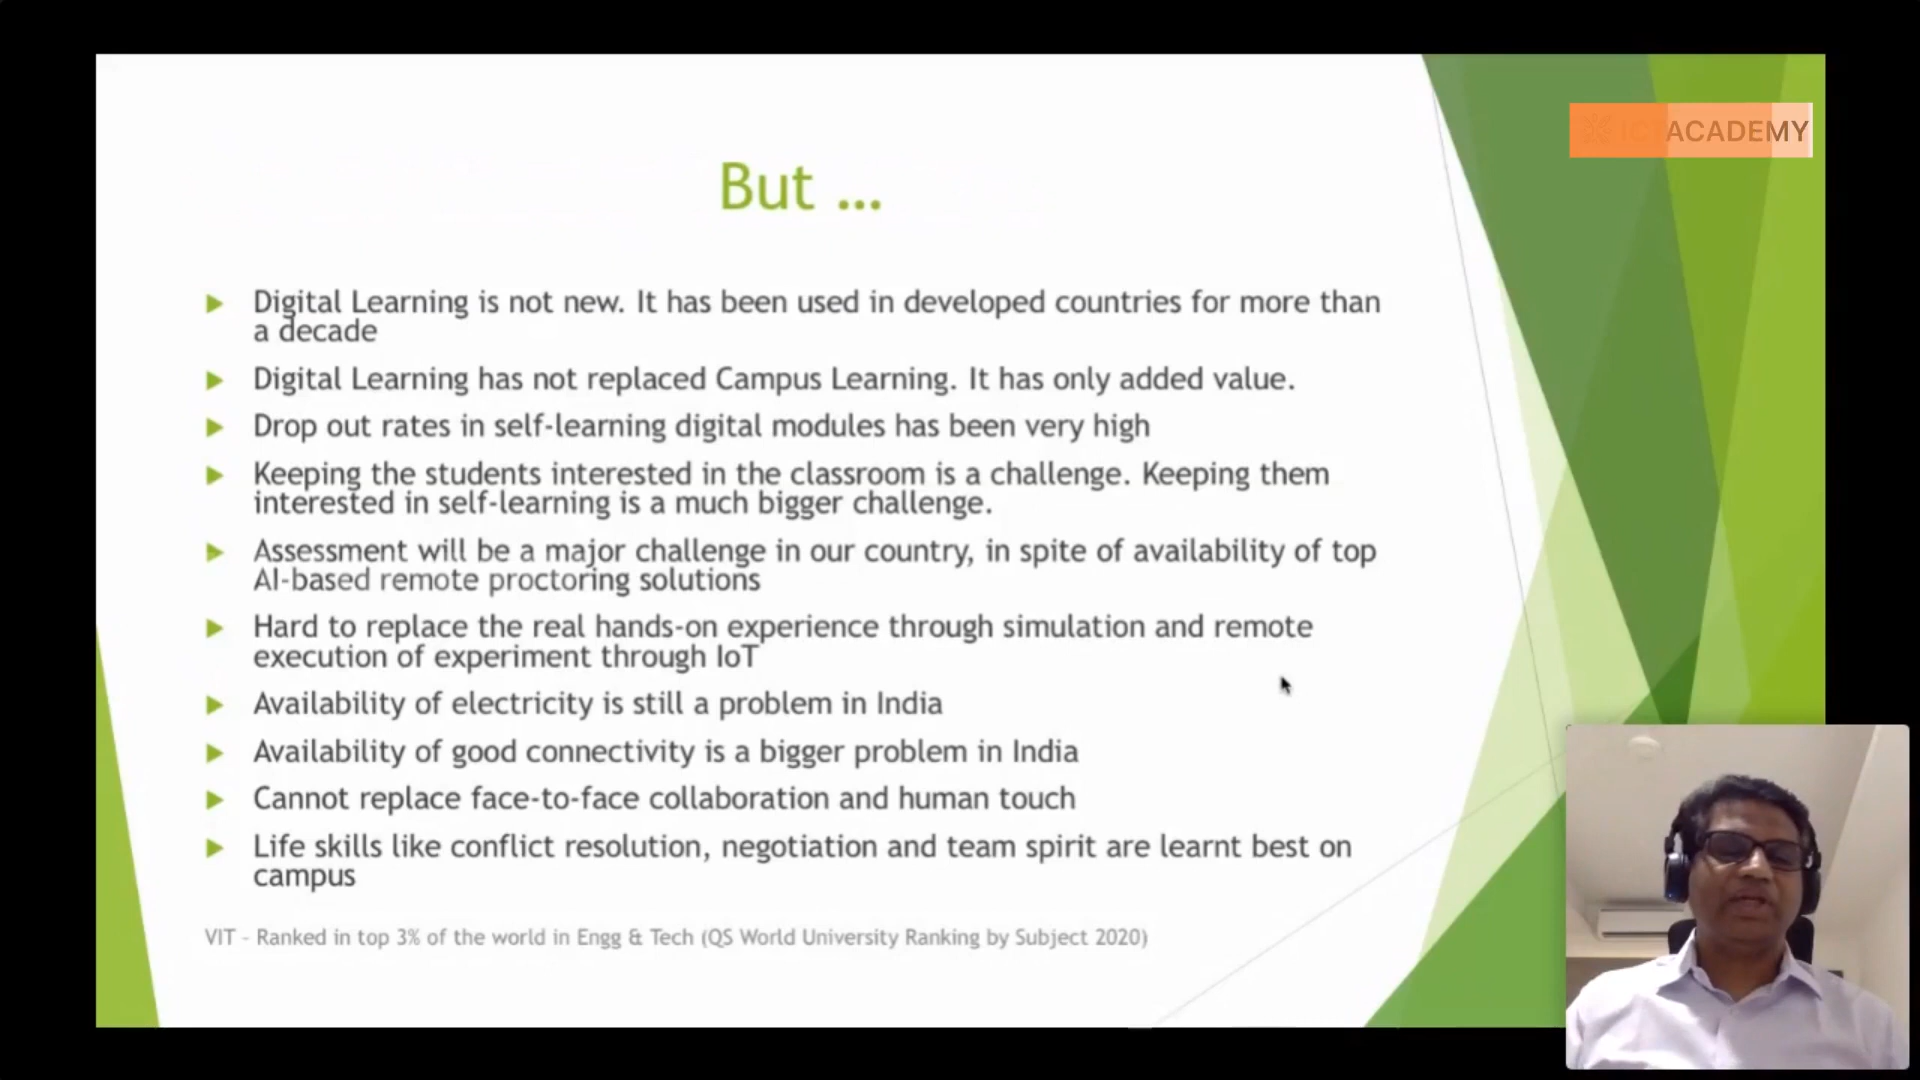 ACADEMY
But ...
Digital Learning is not new. It has been used in developed countries for more than
a decade
Digital Learning has not replaced Campus Learning. It has only added value.
Drop out rates in self-learning digital modules has been very high
Keeping the students interested in the classroom is a challenge. Keeping them
interested in self-learning is a much bigger challenge.
Assessment will be a major challenge in our country, in spite of availability of top
AI-based remote proctoring solutions
Hard to replace the real hands-on experience through simulation and remote
execution of experiment through IoT
Availability of electricity is still a problem in India
Availability of good connectivity is a bigger problem in India
Cannot replace face-to-face collaboration and human touch
Life skills like conflict resolution, negotiation and team spirit are learnt best on
campus
VIT - Ranked in top 3% of the world in Engg & Tech (QS World University Ranking by Subject 2020)